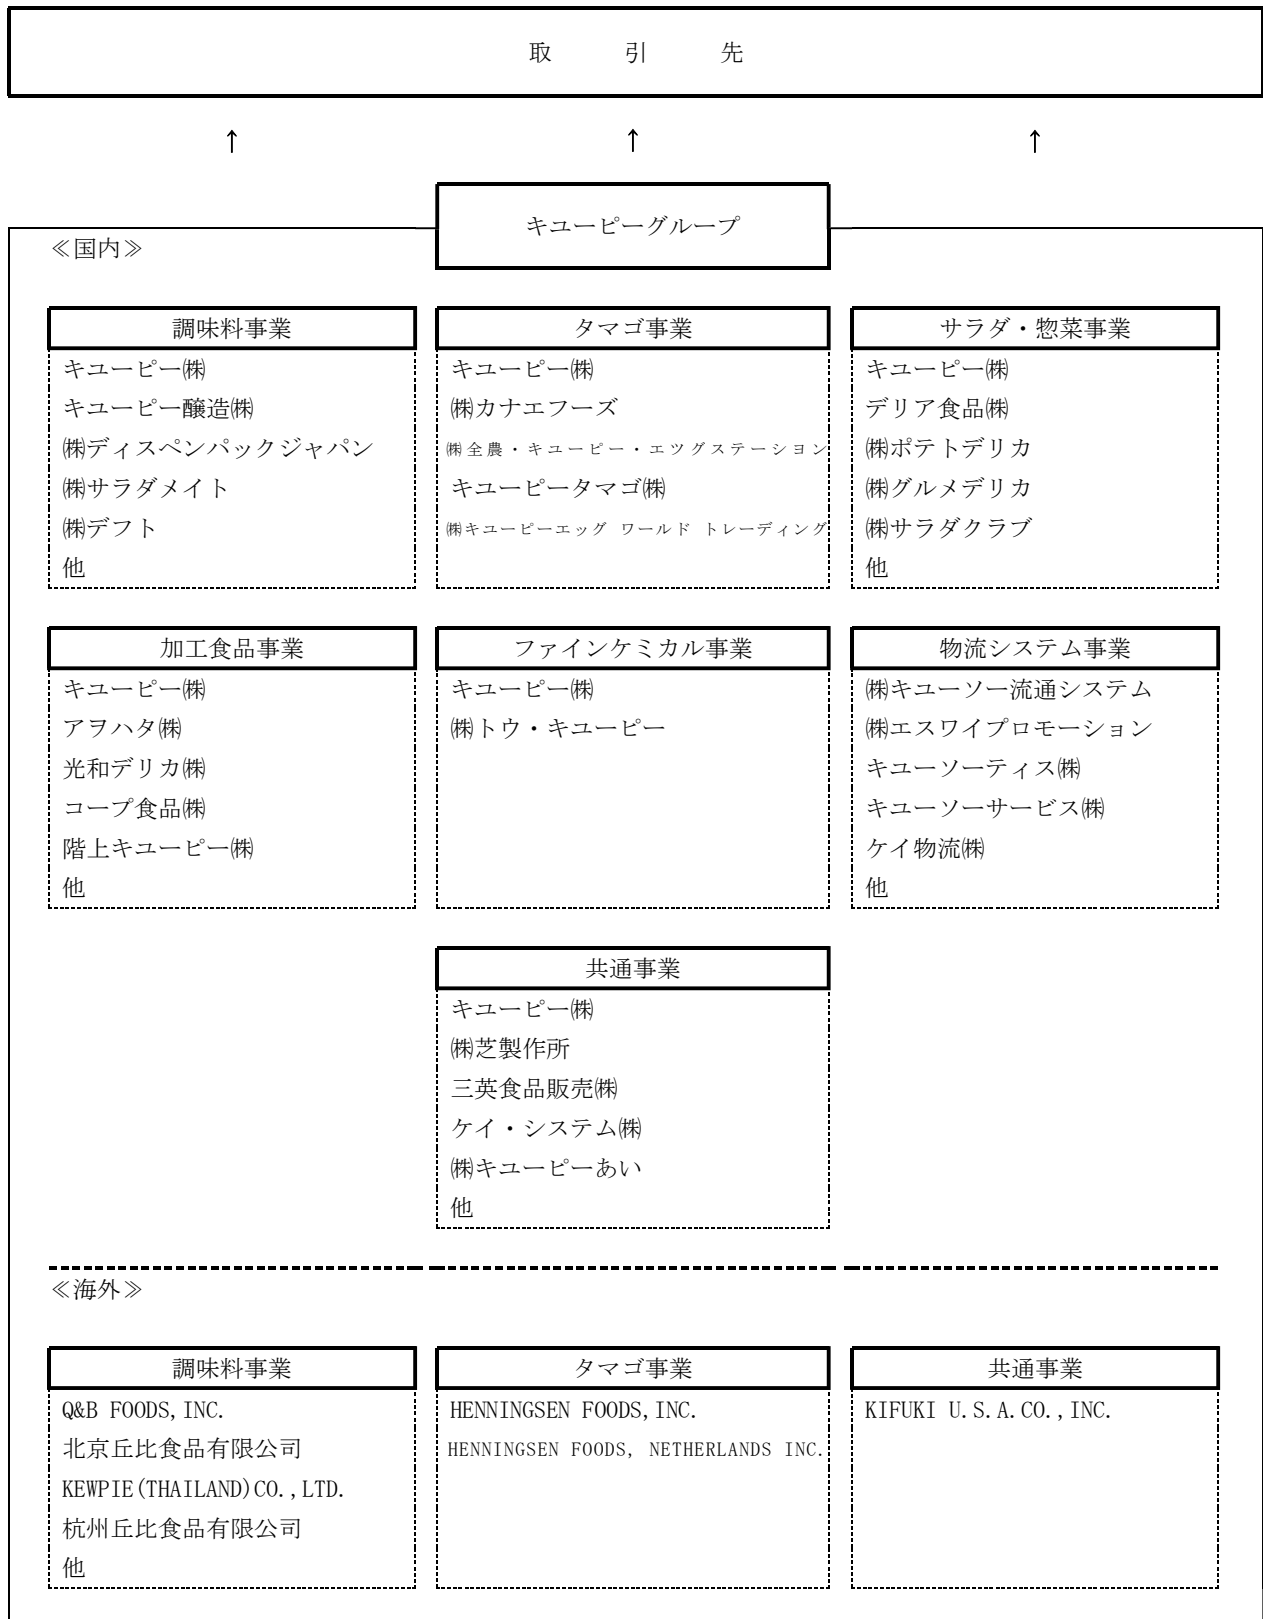 取 引 先
↑ ↑ ↑
キユーピーグループ
≪国内≫
調味料事業
キユーピー㈱
キユーピー醸造㈱
㈱ディスペンパックジャパン
㈱サラダメイト
㈱デフト
他
タマゴ事業
キユーピー㈱
㈱カナエフーズ
㈱全農・キユーピー・エツグステーション
キユーピータマゴ㈱
㈱キユーピーエッグ ワールド トレーディング
サラダ・惣菜事業
キユーピー㈱
デリア食品㈱
㈱ポテトデリカ
㈱グルメデリカ
㈱サラダクラブ
他
加工食品事業
キユーピー㈱
アヲハタ㈱
光和デリカ㈱
コープ食品㈱
階上キユーピー㈱
他
ファインケミカル事業
キユーピー㈱
㈱トウ・キユーピー
物流システム事業
㈱キユーソー流通システム
㈱エスワイプロモーション
キユーソーティス㈱
キユーソーサービス㈱
ケイ物流㈱
他
共通事業
キユーピー㈱
㈱芝製作所
三英食品販売㈱
ケイ・システム㈱
㈱キユーピーあい
他
≪海外≫
調味料事業
Q&B FOODS,INC.
北京丘比食品有限公司
KEWPIE(THAILAND)CO.,LTD.
杭州丘比食品有限公司
他
タマゴ事業
HENNINGSEN FOODS,INC.
HENNINGSEN FOODS, NETHERLANDS INC.
共通事業
KIFUKI U.S.A.CO.,INC.